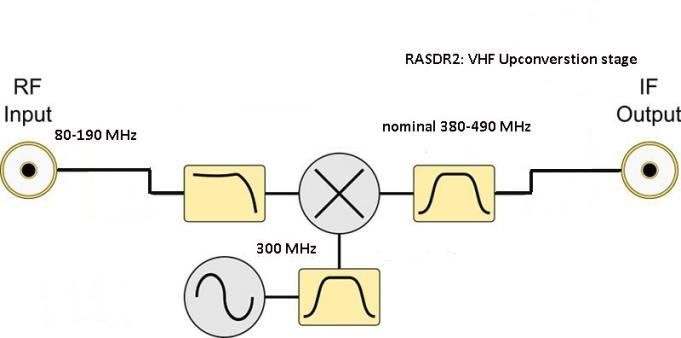 RASDR2: VHF Upconverstion stage
RF
Input
IF
Output
80-190 MHz
nominal 380-490 MHz
300 MHz